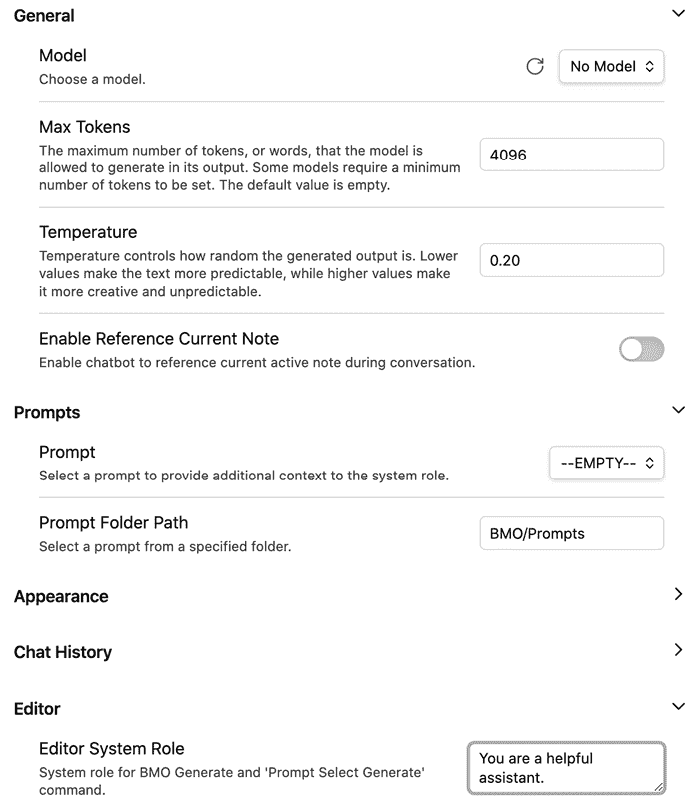 General
Model
Choose a model.
No Model
Max Tokens
The maximum number of tokens, or words, that the model is
allowed to generate in its output. Some models require a minimum
number of tokens to be set. The default value is empty.
4096
Temperature
Temperature controls how random the generated output is. Lower
values make the text more predictable, while higher values make
it more creative and unpredictable.
0.20
Enable Reference Current Note
Enable chatbot to reference current active note during conversation.
Prompts
Prompt
Select a prompt to provide additional context to the system role.
--EMPTY--
Prompt Folder Path
Select a prompt from a specified folder.
BMO/Prompts
Appearance
Chat History
Editor
Editor System Role
System role for BMO Generate and 'Prompt Select Generate'
command.
You are a helpful
assistant.